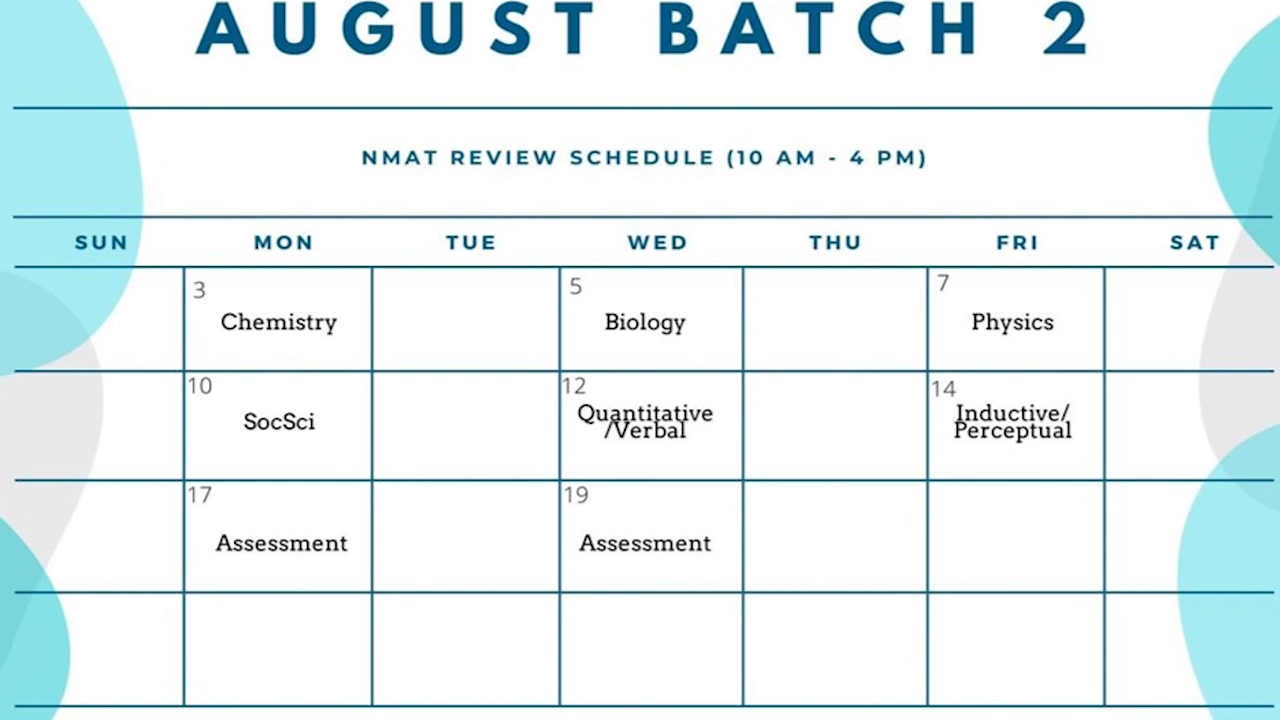 AUGUST BATCH 2
NMAT REVIEW SCHEDULE (10 AM - 4 PM)
SUN MON TUE WED THU FRI SAT
3 5 7
Chemistry Biology Physics
10 12 14
SocSci Quantitative Inductive/
/Verbal Perceptual
17 19
Assessment Assessment